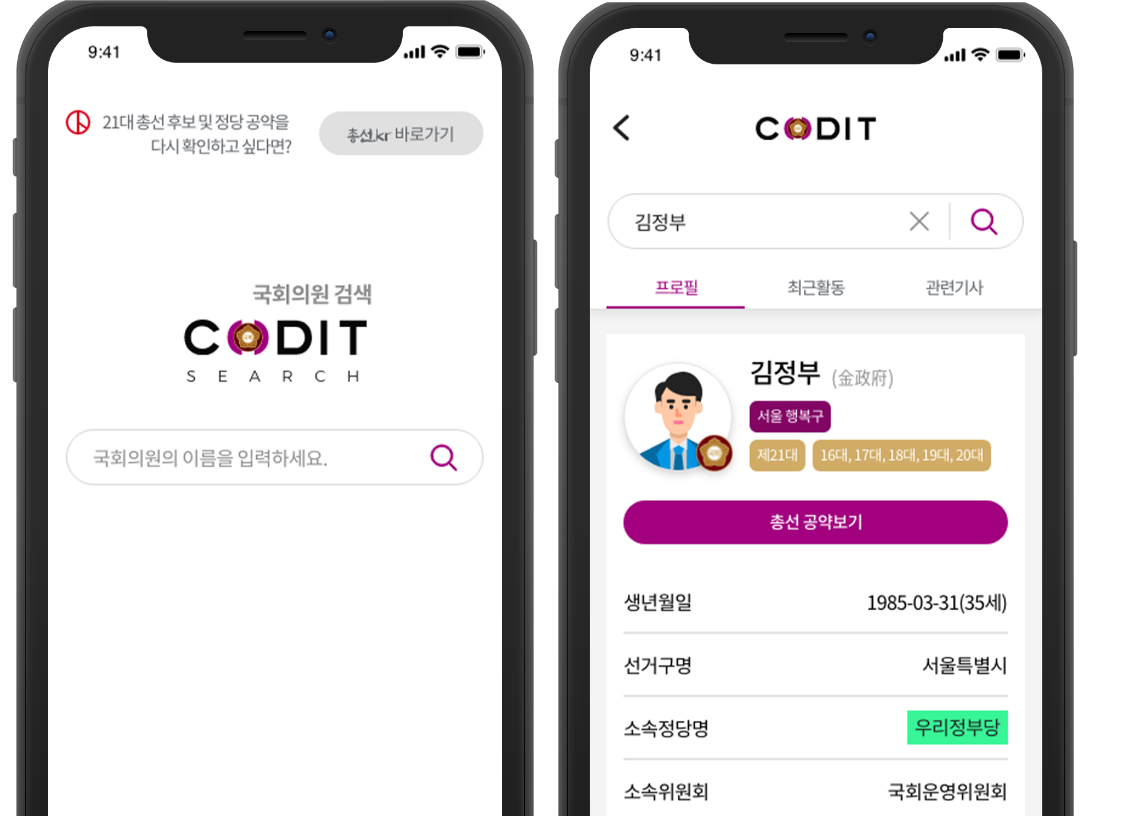 9:41
21대 총선 후보 및 정당 공약을
다시 확인하고 싶다면?
총선.kr 바로가기
국회의원 검색
CODIT
SEARCH
국회의원의 이름을 입력하세요.
9:41
CODIT
김정부
프로필 최근활동 관련기사
김정부 (金政府)
서울 행복구
제21대 16대, 17대, 18대, 19대, 20대
총선 공약보기
생년월일 1985-03-31(35세)
선거구명 서울특별시
소속정당명 우리정부당
소속위원회 국회운영위원회